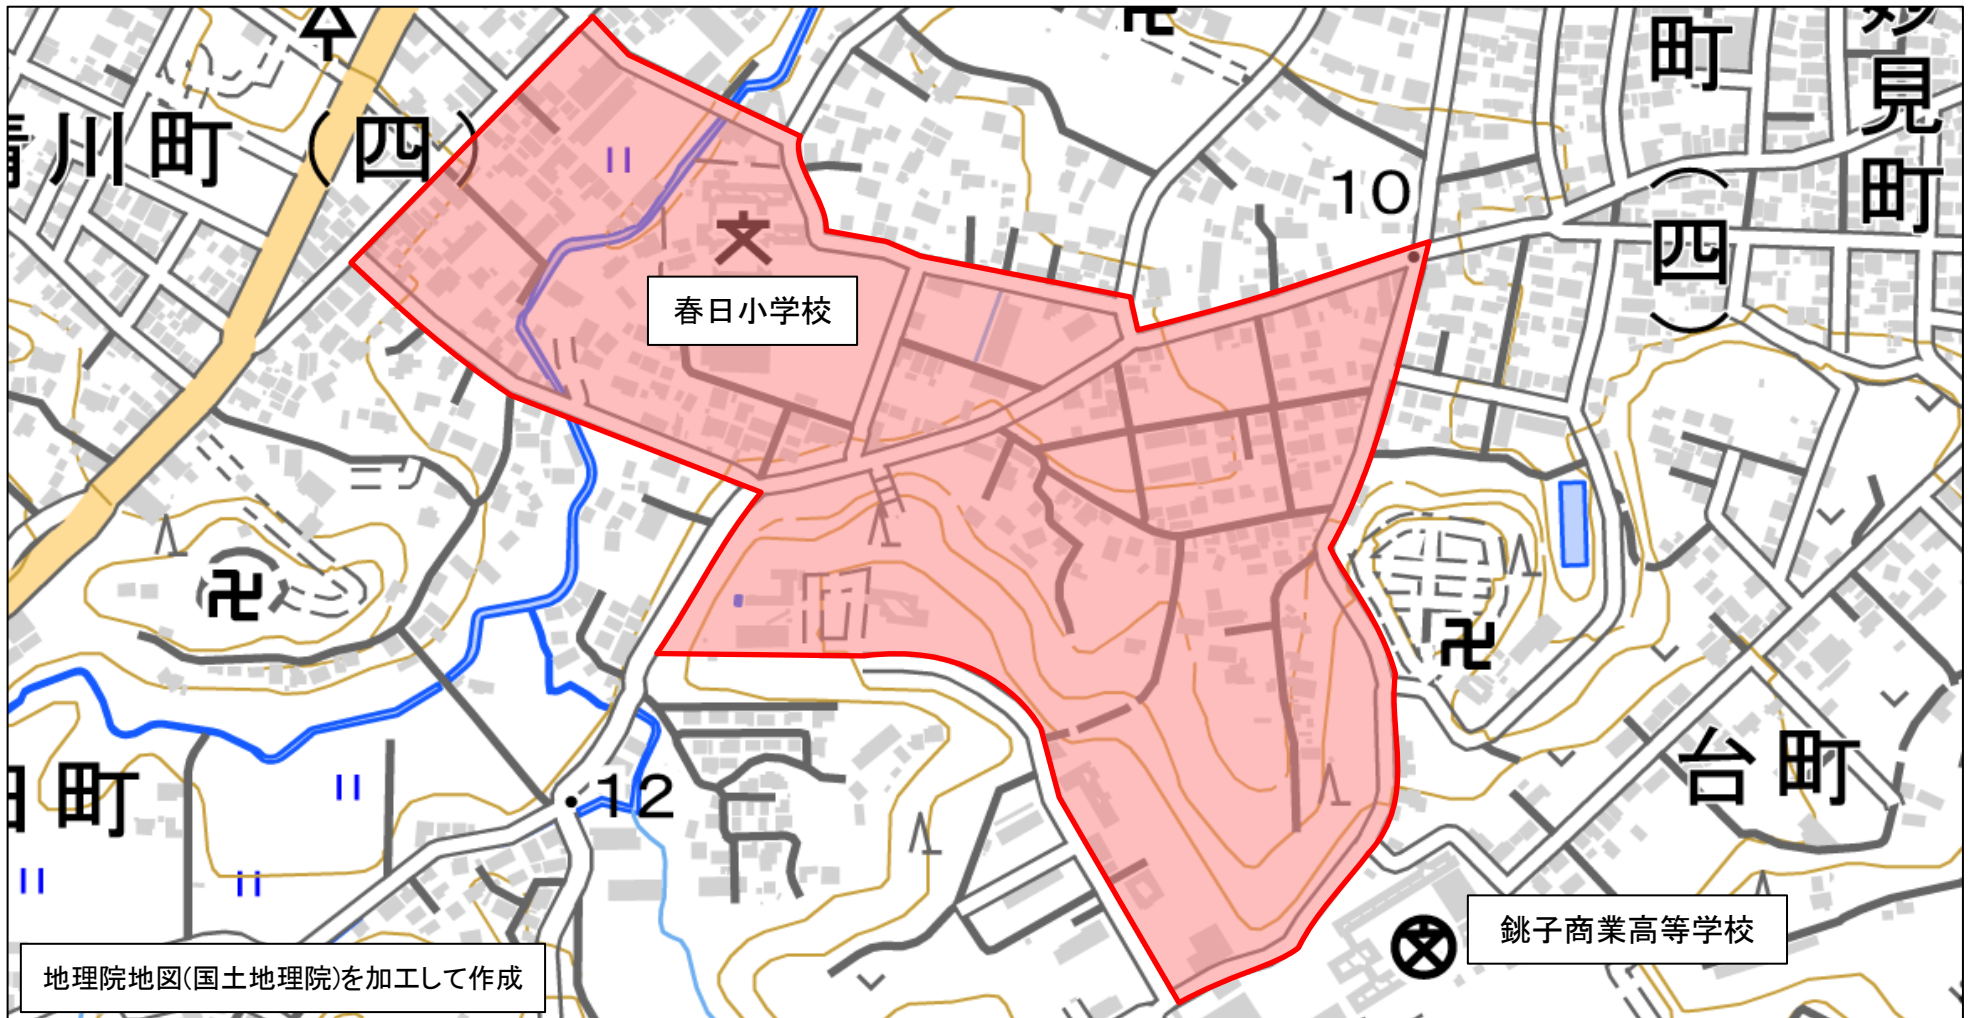 川町(四)
町
(四)
見
町
10
春日小学校
12
町
台町
銚子商業高等学校
地理院地図(国土地理院)を加工して作成